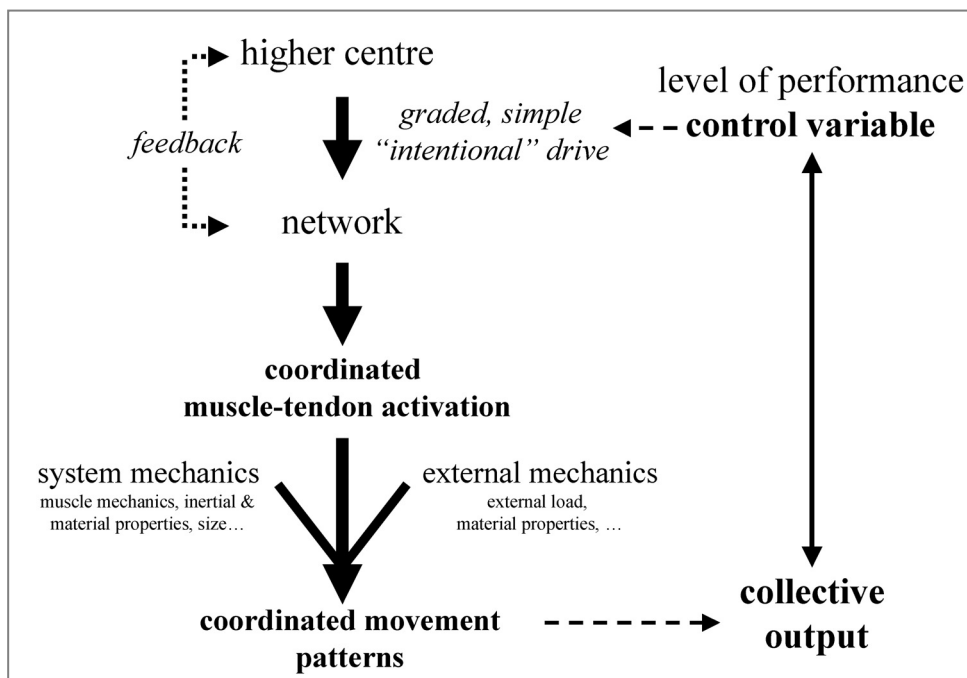 higher centre
level of performance
control variable
graded, simple
“intentional” drive
feedback
network
coordinated
muscle-tendon activation
system mechanics
muscle mechanics, inertial &
material properties, size…
external mechanics
external load,
material properties, …
coordinated movement
patterns
collective
output